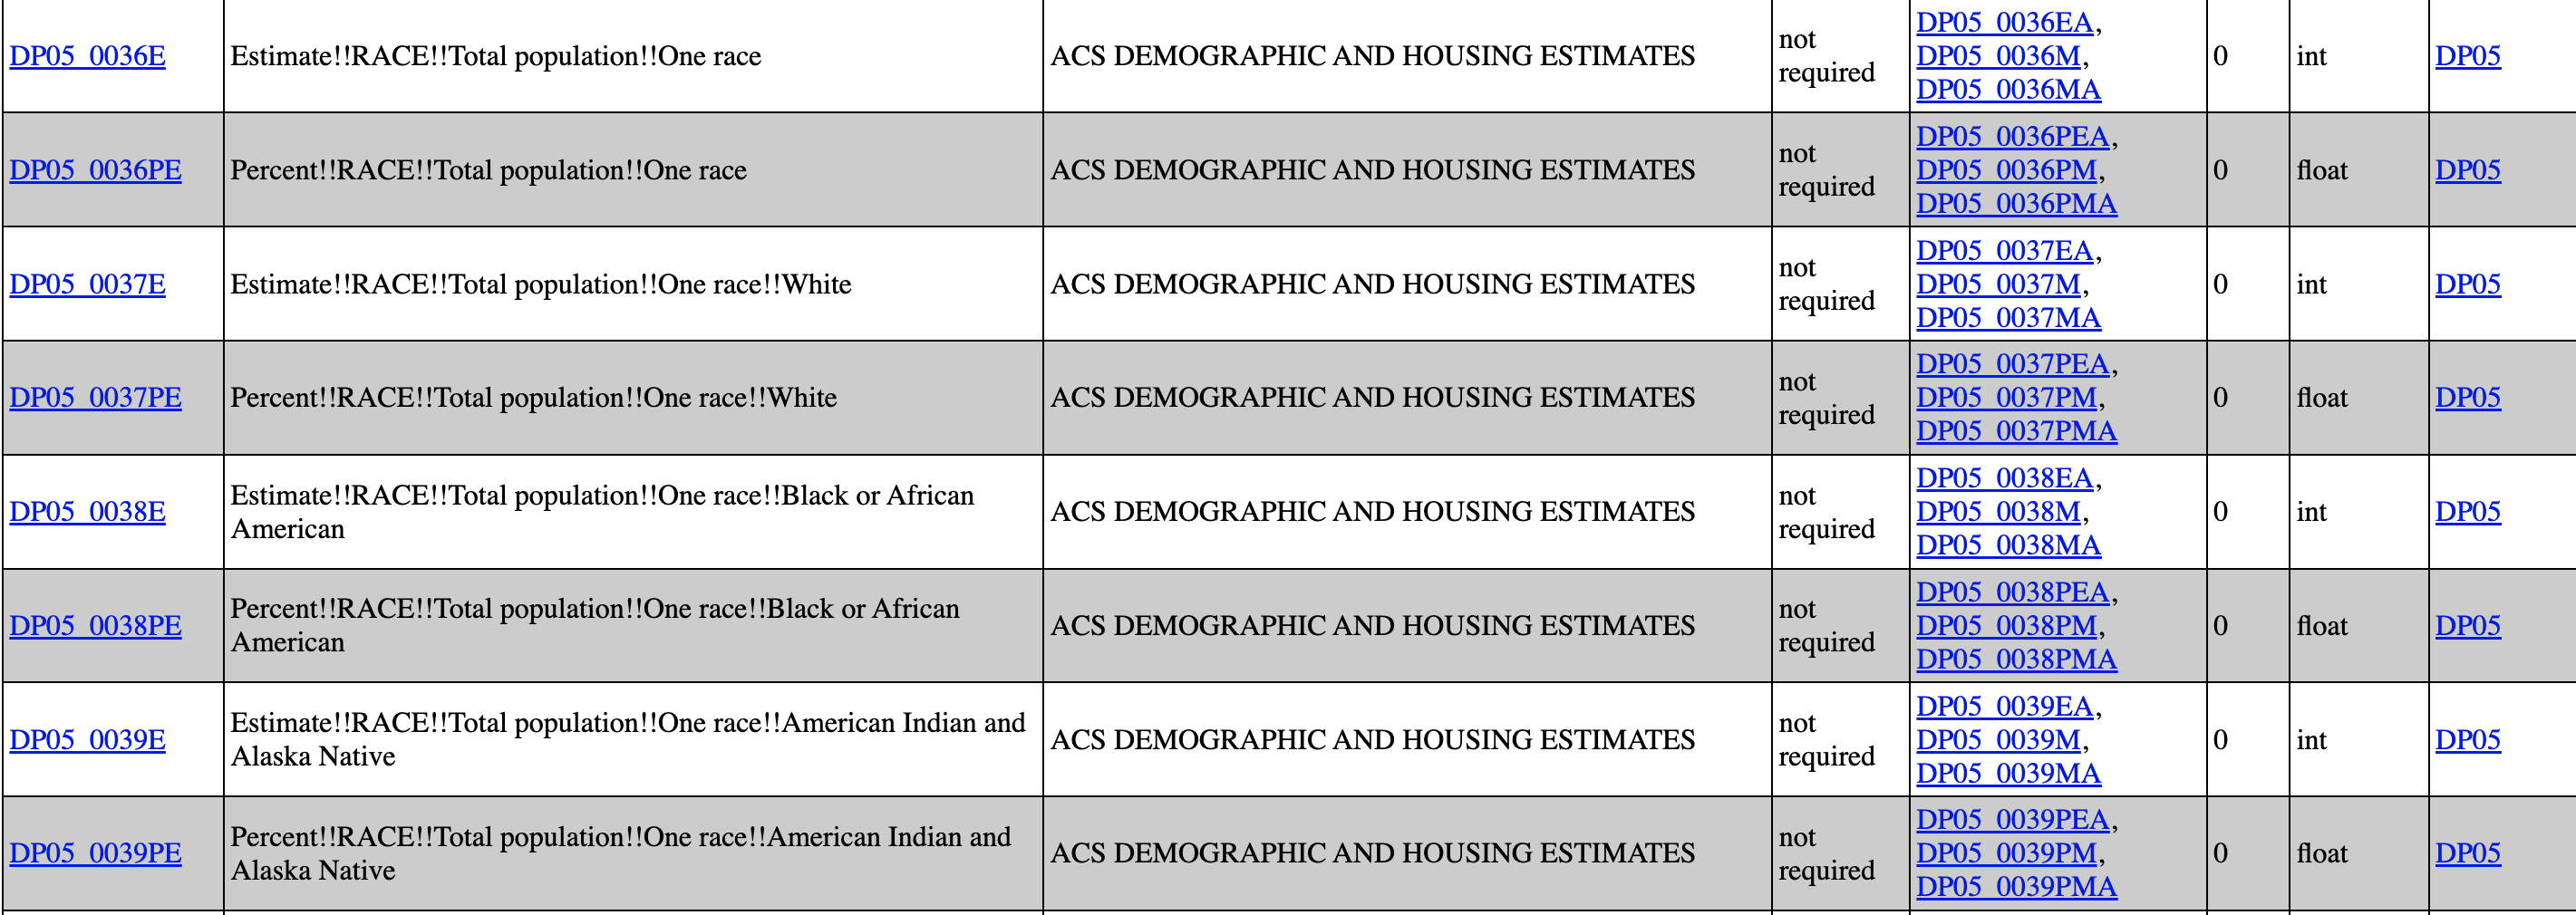 DP05_0036E Estimate!!RACE!!Total population!!One race ACS DEMOGRAPHIC AND HOUSING ESTIMATES not required DP05_0036EA, DP05_0036M, DP05_0036MA 0 int DP05
DP05_0036PE Percent!!RACE!!Total population!!One race ACS DEMOGRAPHIC AND HOUSING ESTIMATES not required DP05_0036PEA, DP05_0036PM, DP05_0036PMA 0 float DP05
DP05_0037E Estimate!!RACE!!Total population!!One race!!White ACS DEMOGRAPHIC AND HOUSING ESTIMATES not required DP05_0037EA, DP05_0037M, DP05_0037MA 0 int DP05
DP05_0037PE Percent!!RACE!!Total population!!One race!!White ACS DEMOGRAPHIC AND HOUSING ESTIMATES not required DP05_0037PEA, DP05_0037PM, DP05_0037PMA 0 float DP05
DP05_0038E Estimate!!RACE!!Total population!!One race!!Black or African American ACS DEMOGRAPHIC AND HOUSING ESTIMATES not required DP05_0038EA, DP05_0038M, DP05_0038MA 0 int DP05
DP05_0038PE Percent!!RACE!!Total population!!One race!!Black or African American ACS DEMOGRAPHIC AND HOUSING ESTIMATES not required DP05_0038PEA, DP05_0038PM, DP05_0038PMA 0 float DP05
DP05_0039E Estimate!!RACE!!Total population!!One race!!American Indian and Alaska Native ACS DEMOGRAPHIC AND HOUSING ESTIMATES not required DP05_0039EA, DP05_0039M, DP05_0039MA 0 int DP05
DP05_0039PE Percent!!RACE!!Total population!!One race!!American Indian and Alaska Native ACS DEMOGRAPHIC AND HOUSING ESTIMATES not required DP05_0039PEA, DP05_0039PM, DP05_0039PMA 0 float DP05